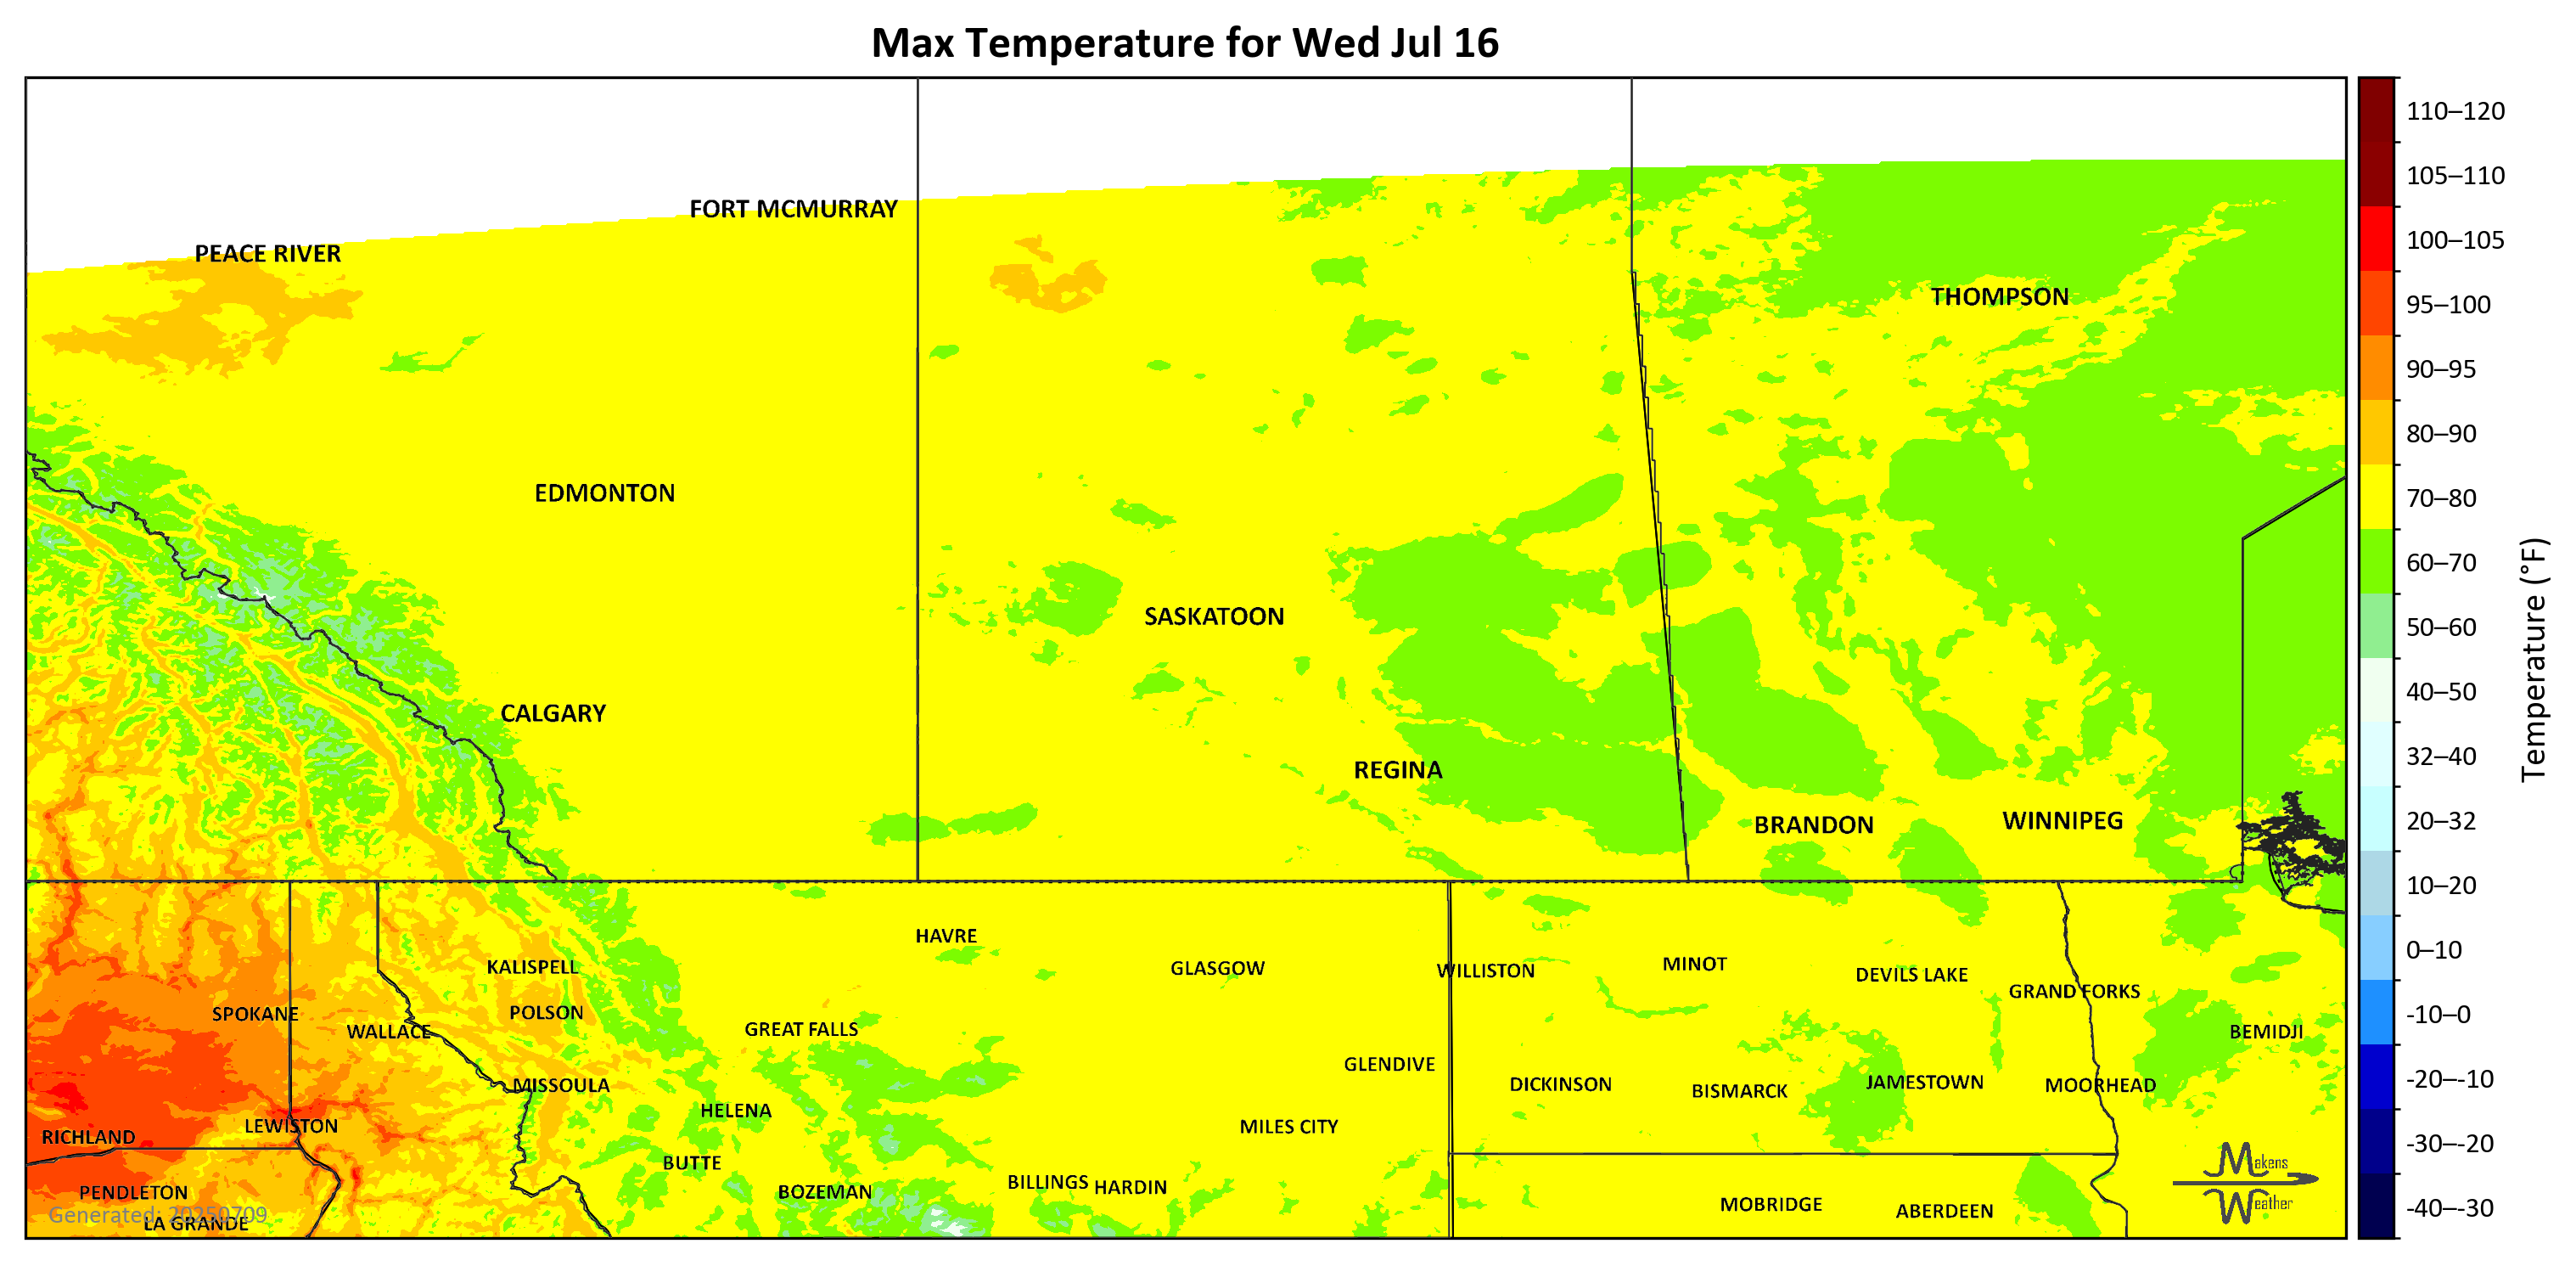 Max Temperature for Wed Jul 16
110–120
105–110
100–105
95–100
90–95
80–90
70–80
60–70
50–60
40–50
32–40
20–32
10–20
0–10
-10–0
-20–-10
-30–-20
-40–-30
Temperature (°F)
FORT MCMURRAY
PEACE RIVER
THOMPSON
EDMONTON
SASKATOON
CALGARY
REGINA
BRANDON
WINNIPEG
HAVRE
KALISPELL
GLASGOW
WILLISTON
MINOT
DEVILS LAKE
GRAND FORKS
SPOKANE
POLSON
WALLACE
GREAT FALLS
BEMIDJI
GLENDIVE
MISSOULA
DICKINSON
BISMARCK
JAMESTOWN
MOORHEAD
HELENA
LEWISTON
MILES CITY
RICHLAND
BUTTE
BILLINGS
HARDIN
PENDLETON
BOZEMAN
MOBRIDGE
ABERDEEN
Generated: 20250709
LA GRANDE
Makens
Weather